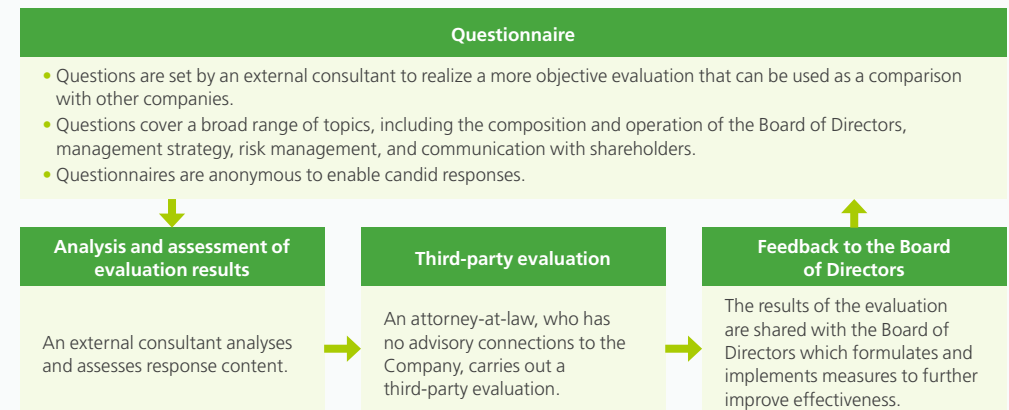 Questionnaire
• Questions are set by an external consultant to realize a more objective evaluation that can be used as a comparison
with other companies.
• Questions cover a broad range of topics, including the composition and operation of the Board of Directors,
management strategy, risk management, and communication with shareholders.
• Questionnaires are anonymous to enable candid responses.
Analysis and assessment of
evaluation results
An external consultant analyses
and assesses response content.
Third-party evaluation
An attorney-at-law, who has
no advisory connections to the
Company, carries out a
third-party evaluation.
Feedback to the Board
of Directors
The results of the evaluation
are shared with the Board of
Directors which formulates and
implements measures to further
improve effectiveness.